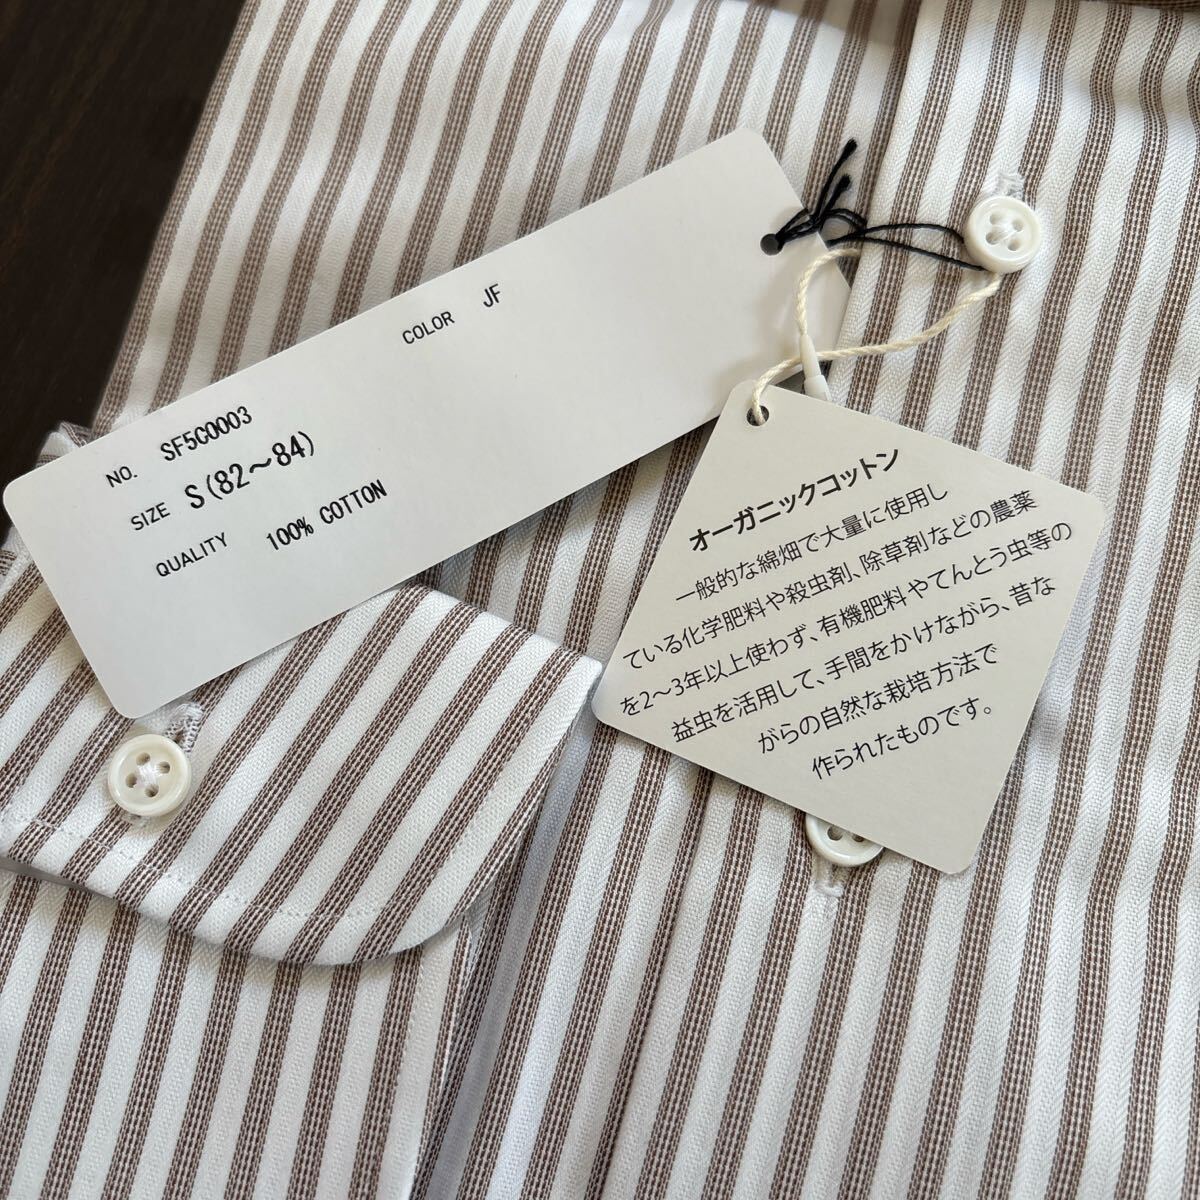 COLOR JF
NO. SF5C0003
SIZE S(82～84)
QUALITY 100% COTTON
オーガニックコットン
一般的な綿畑で大量に使用し
ている化学肥料や殺虫剤、除草剤などの農薬
を2～3年以上使わず、有機肥料やてんとう虫等の
益虫を活用して、手間をかけながら、昔な
がらの自然な栽培方法で
作られたものです。